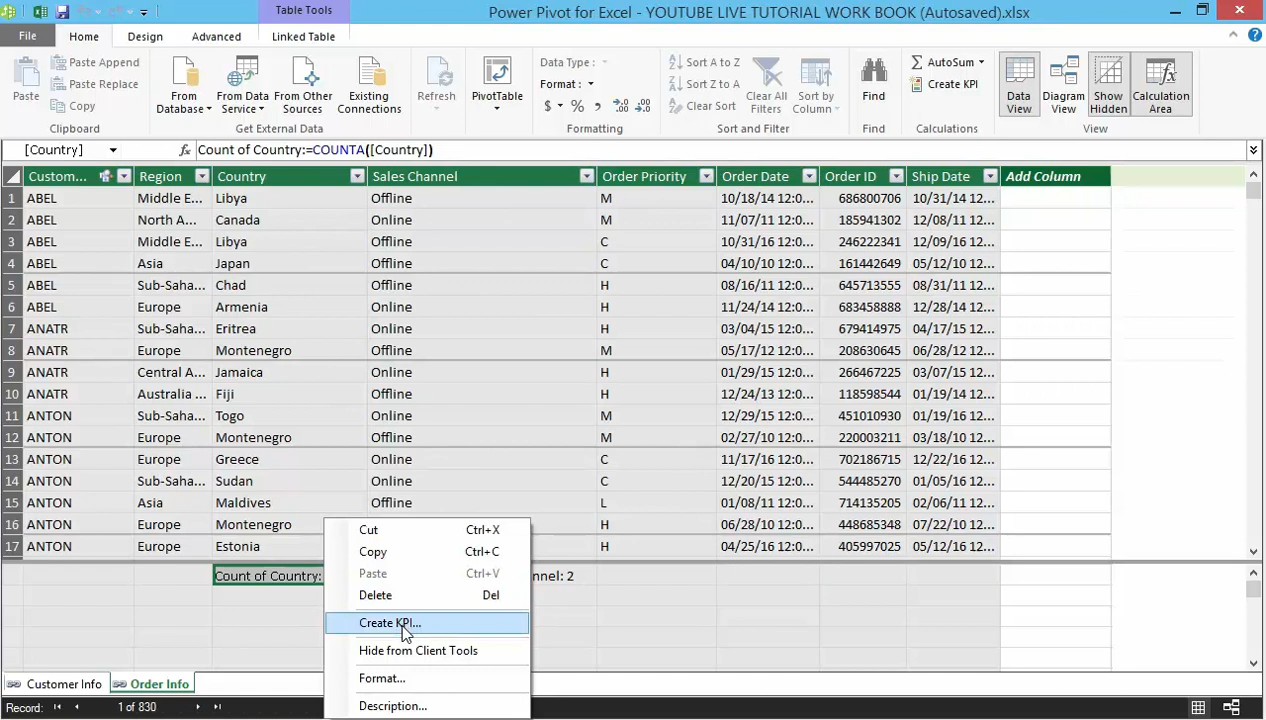 Table Tools
Power Pivot for Excel - YOUTUBE LIVE TUTORIAL WORK BOOK (Autosaved).xlsx
File Home Design Advanced Linked Table
Paste
Paste Append
Paste Replace
Copy
Clipboard
From Database
From Data Service
From Other Sources
Existing Connections
Get External Data
Refresh
PivotTable
Data Type :
Format :
$ % ,
Formatting
Sort A to Z
Sort Z to A
Clear Sort
Clear All Filters
Sort by Column
Sort and Filter
Find
Find
AutoSum
Create KPI
Calculations
Data View
Diagram View
Show Hidden
Calculation Area
View
[Country] fx Count of Country:=COUNTA([Country])
Custom... Region Country Sales Channel Order Priority Order Date Order ID Ship Date Add Column
1 ABEL Middle E... Libya Offline M 10/18/14 12:0... 686800706 10/31/14 12...
2 ABEL North A... Canada Online M 11/07/11 12:0... 185941302 12/08/11 12...
3 ABEL Middle E... Libya Offline C 10/31/16 12:0... 246222341 12/09/16 12...
4 ABEL Asia Japan Offline C 04/10/10 12:0... 161442649 05/12/10 12...
5 ABEL Sub-Saha... Chad Offline H 08/16/11 12:0... 645713555 08/31/11 12...
6 ABEL Europe Armenia Online H 11/24/14 12:0... 683458888 12/28/14 12...
7 ANATR Sub-Saha... Eritrea Online H 03/04/15 12:0... 679414975 04/17/15 12...
8 ANATR Europe Montenegro Offline M 05/17/12 12:0... 208630645 06/28/12 12...
9 ANATR Central A... Jamaica Online H 01/29/15 12:0... 266467225 03/07/15 12...
10 ANATR Australia ... Fiji Offline H 12/24/13 12:0... 118598544 01/19/14 12...
11 ANTON Sub-Saha... Togo Online M 12/29/15 12:0... 451010930 01/19/16 12...
12 ANTON Europe Montenegro Offline M 02/27/10 12:0... 220003211 03/18/10 12...
13 ANTON Europe Greece Online C 11/17/16 12:0... 702186715 12/22/16 12...
14 ANTON Sub-Saha... Sudan Online C 12/20/15 12:0... 544485270 01/05/16 12...
15 ANTON Asia Maldives Offline L 01/08/11 12:0... 714135205 02/06/11 12...
16 ANTON Europe Montenegro H 06/28/10 12:0... 448685348 07/22/10 12...
17 ANTON Europe Estonia H 04/25/16 12:0... 405997025 05/12/16 12...
Count of Country: nnel: 2
Cut Ctrl+X
Copy Ctrl+C
Paste Ctrl+V
Delete Del
Create KPI...
Hide from Client Tools
Format...
Description...
Customer Info Order Info
Record: 1 of 830